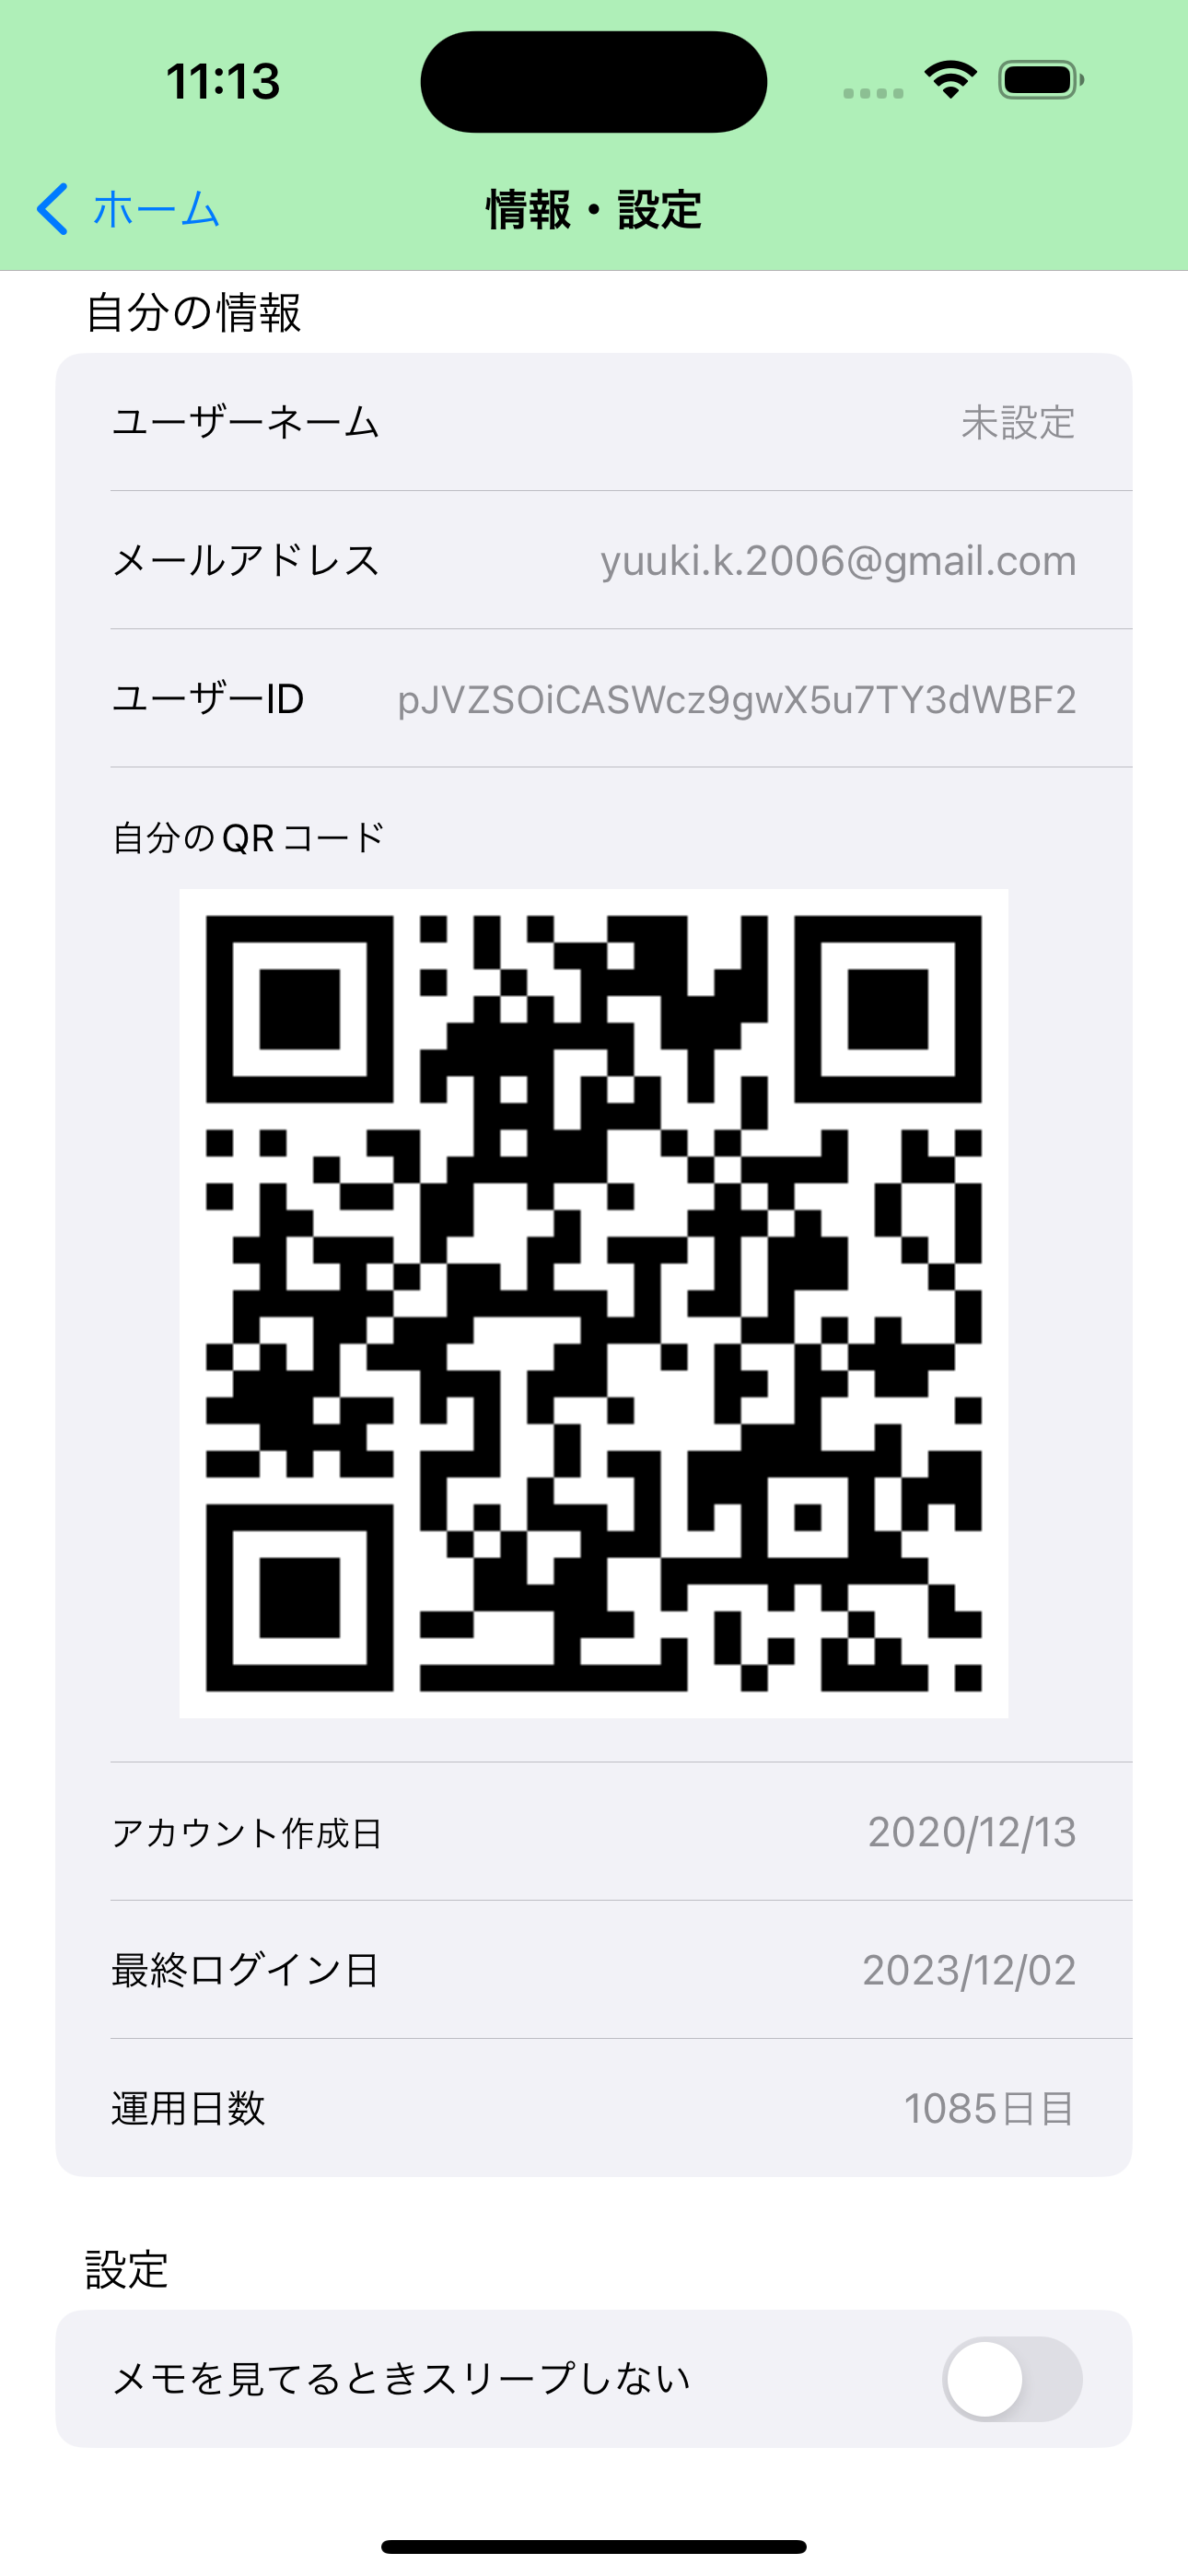 11:13
ホーム
情報・設定
自分の情報
ユーザーネーム 未設定
メールアドレス yuuki.k.2006@gmail.com
ユーザーID pJVZSOiCASWcz9gwX5u7TY3dWBF2
自分のQRコード
アカウント作成日 2020/12/13
最終ログイン日 2023/12/02
運用日数 1085日目
設定
メモを見てるときスリープしない